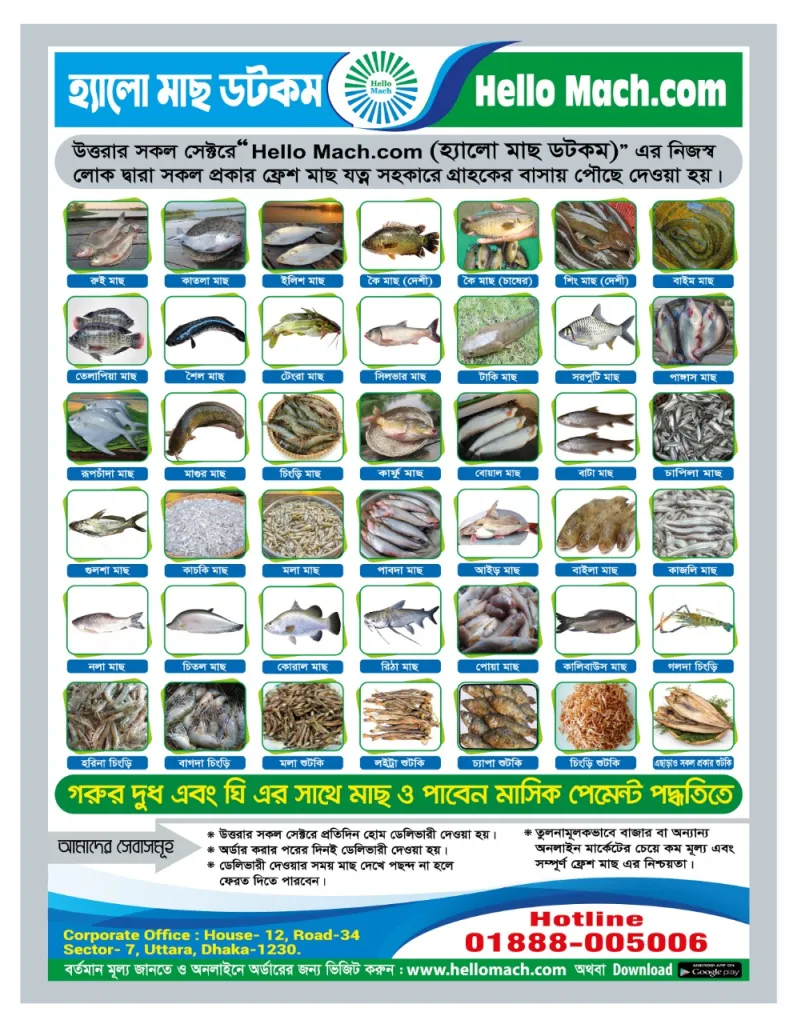 হ্যালো মাছ ডটকম
Hello
Mach
Hello Mach.com
উত্তরার সকল সেক্টরে “Hello Mach.com (হ্যালো মাছ ডটকম)” এর নিজস্ব
লোক দ্বারা সকল প্রকার ফ্রেশ মাছ যত্ন সহকারে গ্রাহকের বাসায় পৌছে দেওয়া হয়।
রুই মাছ
কাতলা মাছ
ইলিশ মাছ
কৈ মাছ (দেশী)
কৈ মাছ (চাষের)
শিং মাছ (দেশী)
বাইম মাছ
তেলাপিয়া মাছ
শৈল মাছ
টেংরা মাছ
সিলভার মাছ
টাকি মাছ
সরপুটি মাছ
পাঙ্গাস মাছ
রূপচাঁদা মাছ
মাগুর মাছ
চিংড়ি মাছ
কার্ফু মাছ
বোয়াল মাছ
বাটা মাছ
চাপিলা মাছ
গুলশা মাছ
কাচকি মাছ
মলা মাছ
পাবদা মাছ
আইড় মাছ
বাইলা মাছ
কাজলি মাছ
নলা মাছ
চিতল মাছ
কোরাল মাছ
রিঠা মাছ
পোয়া মাছ
কালিবাউস মাছ
গলদা চিংড়ি
হরিনা চিংড়ি
বাগদা চিংড়ি
মলা শুটকি
লইট্রা শুটকি
চ্যাপা শুটকি
চিংড়ি শুটকি
এছাড়াও সকল প্রকার শুটকি
গরুর দুধ এবং ঘি এর সাথে মাছ ও পাবেন মাসিক পেমেন্ট পদ্ধতিতে
আমাদের সেবাসমূহ
* উত্তরার সকল সেক্টরে প্রতিদিন হোম ডেলিভারী দেওয়া হয়।
* অর্ডার করার পরের দিনই ডেলিভারী দেওয়া হয়।
* ডেলিভারী দেওয়ার সময় মাছ দেখে পছন্দ না হলে
ফেরত দিতে পারবেন।
* তুলনামূলকভাবে বাজার বা অন্যান্য
অনলাইন মার্কেটের চেয়ে কম মূল্য এবং
সম্পূর্ণ ফ্রেশ মাছ এর নিশ্চয়তা।
Corporate Office : House- 12, Road-34
Sector- 7, Uttara, Dhaka-1230.
Hotline
01888-005006
বর্তমান মূল্য জানতে ও অনলাইনে অর্ডারের জন্য ভিজিট করুন : www.hellomach.com অথবা Download
ANDROID APP ON
Google play